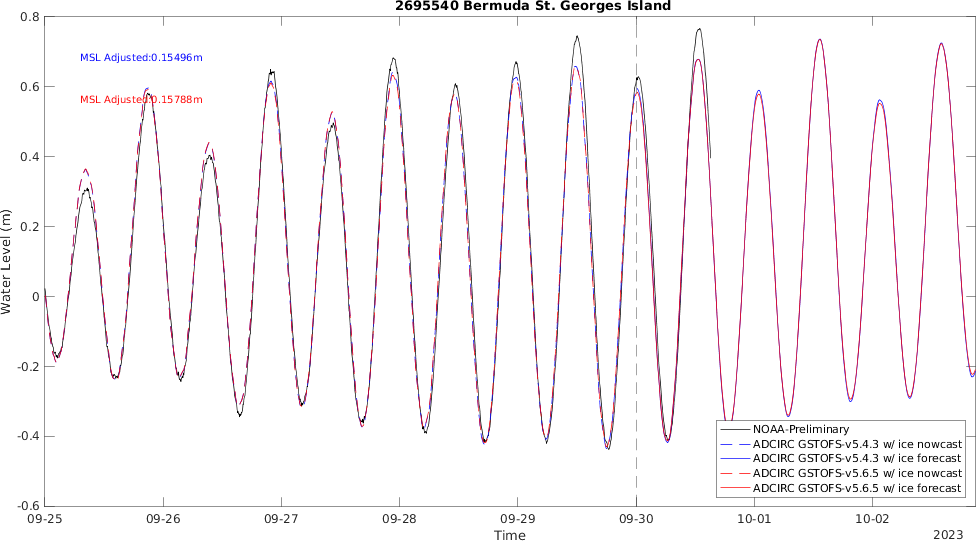 2695540 Bermuda St. Georges Island
0.8
MSL Adjusted:0.15496m
0.6
MSL Adjusted:0.15788m
0.4
0.2
0
-0.2
-0.4
-0.6
Water Level (m)
NOAA-Preliminary
ADCIRC GSTOFS-v5.4.3 w/ ice nowcast
ADCIRC GSTOFS-v5.4.3 w/ ice forecast
ADCIRC GSTOFS-v5.6.5 w/ ice nowcast
ADCIRC GSTOFS-v5.6.5 w/ ice forecast
09-25 09-26 09-27 09-28 09-29 09-30 10-01 10-02
Time
2023